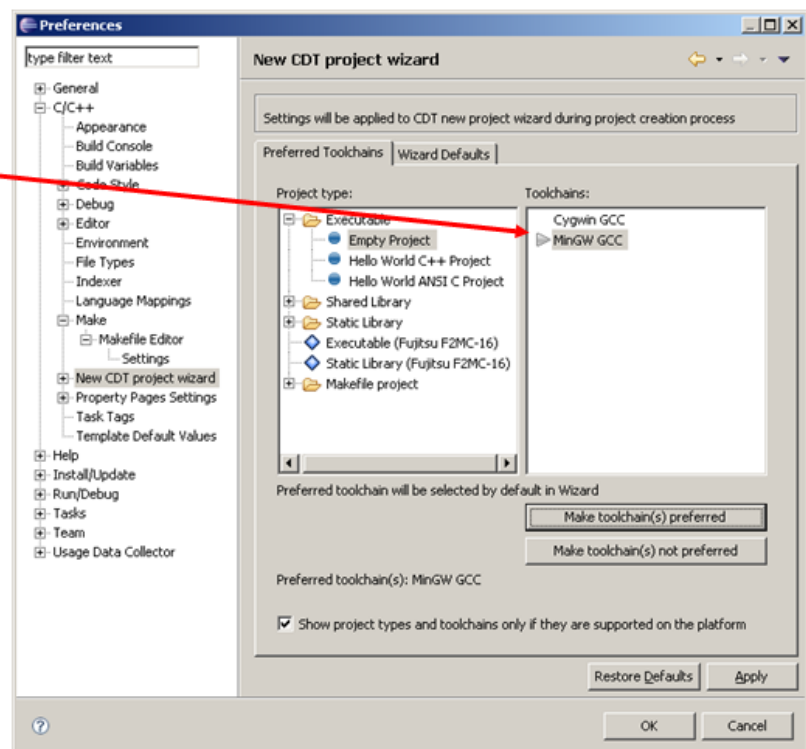 Preferences
type filter text
General
C/C++
Appearance
Build Console
Build Variables
Code Style
Debug
Editor
Environment
File Types
Indexer
Language Mappings
Make
Makefile Editor
Settings
New CDT project wizard
Property Pages Settings
Task Tags
Template Default Values
Help
Install/Update
Run/Debug
Tasks
Team
Usage Data Collector
New CDT project wizard
Settings will be applied to CDT new project wizard during project creation process
Preferred Toolchains
Wizard Defaults
Project type:
Executable
Empty Project
Hello World C++ Project
Hello World ANSI C Project
Shared Library
Static Library
Executable (Fujitsu F2MC-16)
Static Library (Fujitsu F2MC-16)
Makefile project
Toolchains:
Cygwin GCC
MinGW GCC
Preferred toolchain will be selected by default in Wizard
Make toolchain(s) preferred
Make toolchain(s) not preferred
Preferred toolchain(s): MinGW GCC
Show project types and toolchains only if they are supported on the platform
Restore Defaults
Apply
OK
Cancel